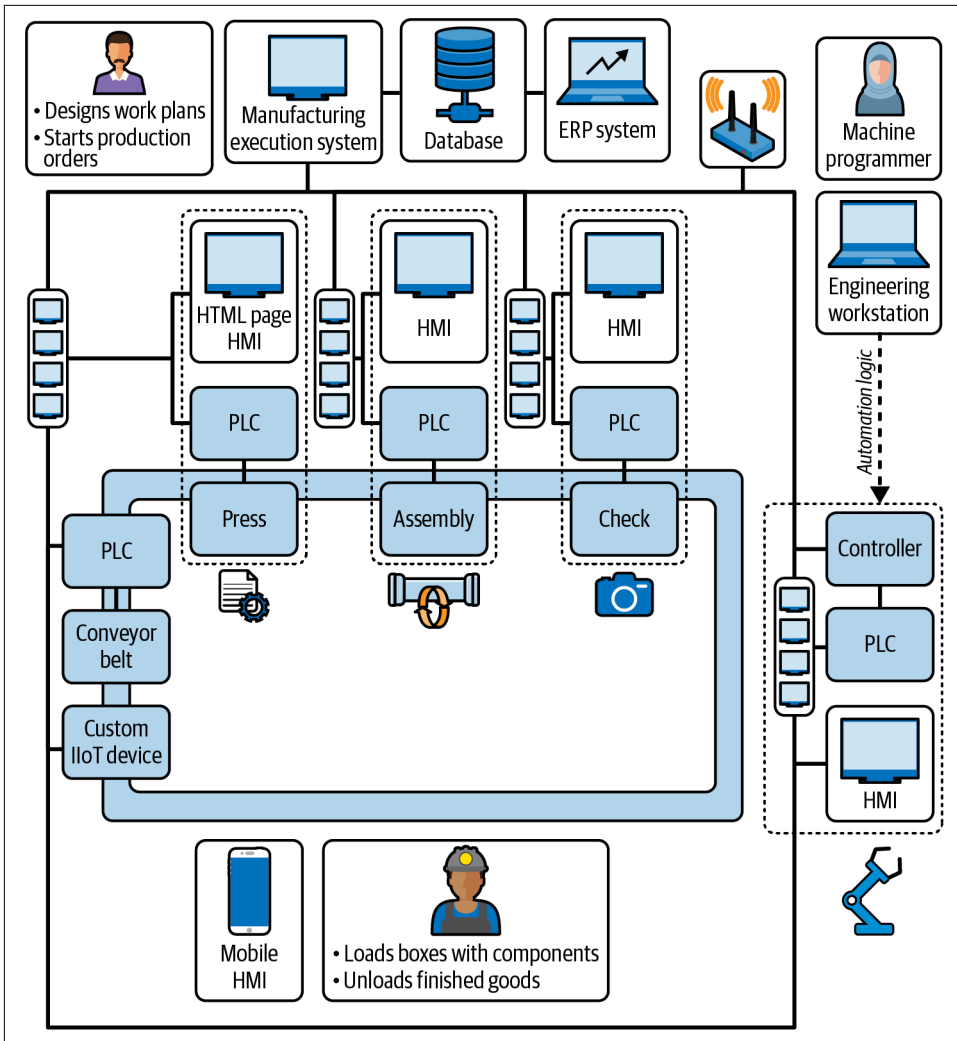 • Designs work plans
• Starts production
orders
Manufacturing
execution system
Database
ERP system
Machine
programmer
Engineering
workstation
Automation logic
HTML page
HMI
HMI
HMI
PLC
PLC
PLC
Press
Assembly
Check
PLC
Conveyor
belt
Custom
IIoT device
Controller
PLC
HMI
Mobile
HMI
• Loads boxes with components
• Unloads finished goods